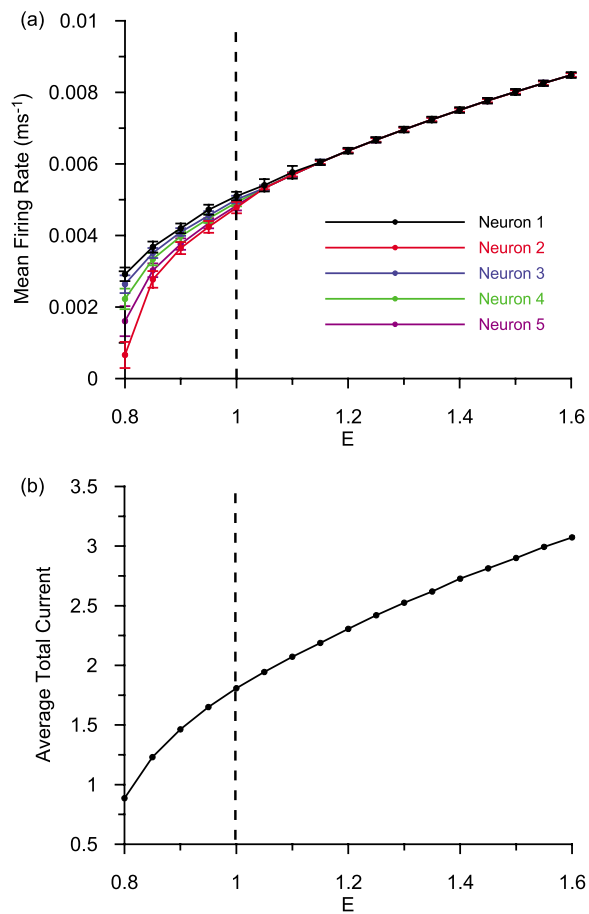 (a)
0.01
0.008
0.006
0.004
0.002
0
Mean Firing Rate (ms⁻¹)
Neuron 1
Neuron 2
Neuron 3
Neuron 4
Neuron 5
0.8 1 1.2 1.4 1.6
E
(b)
3.5
3
2.5
2
1.5
1
0.5
Average Total Current
0.8 1 1.2 1.4 1.6
E